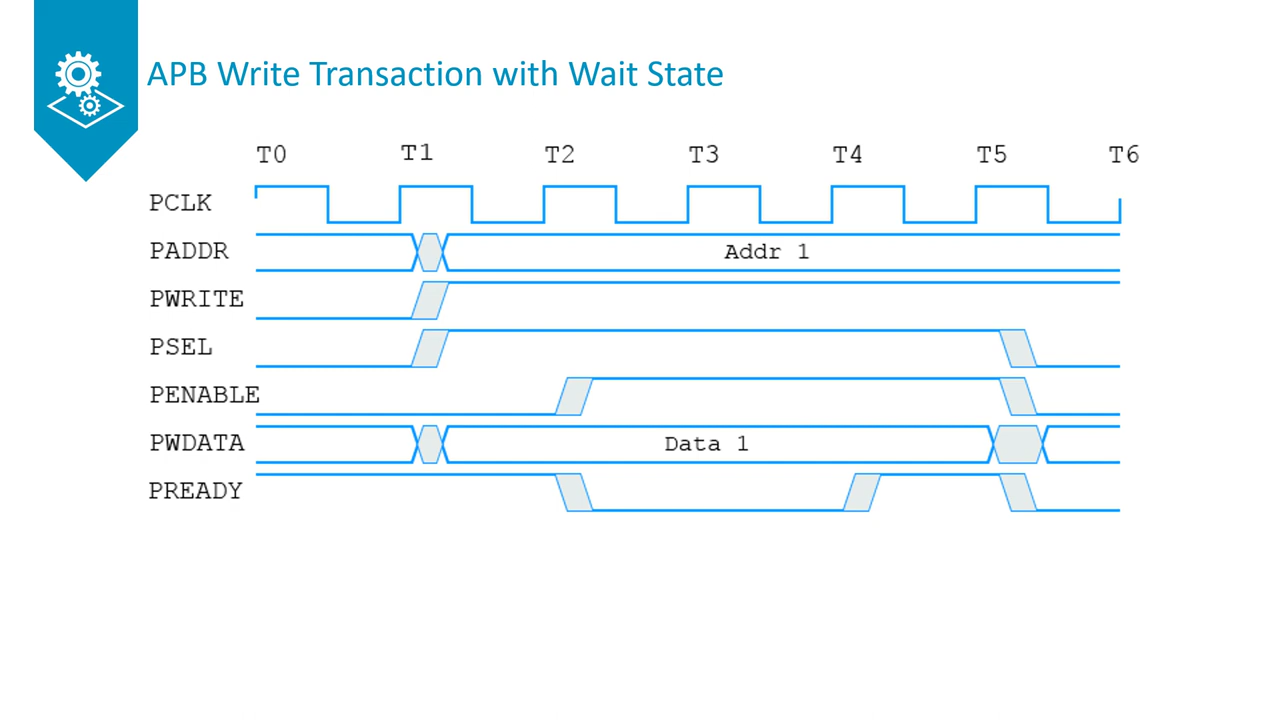 APB Write Transaction with Wait State
T0 T1 T2 T3 T4 T5 T6
PCLK
PADDR Addr 1
PWRITE
PSEL
PENABLE
PWDATA Data 1
PREADY